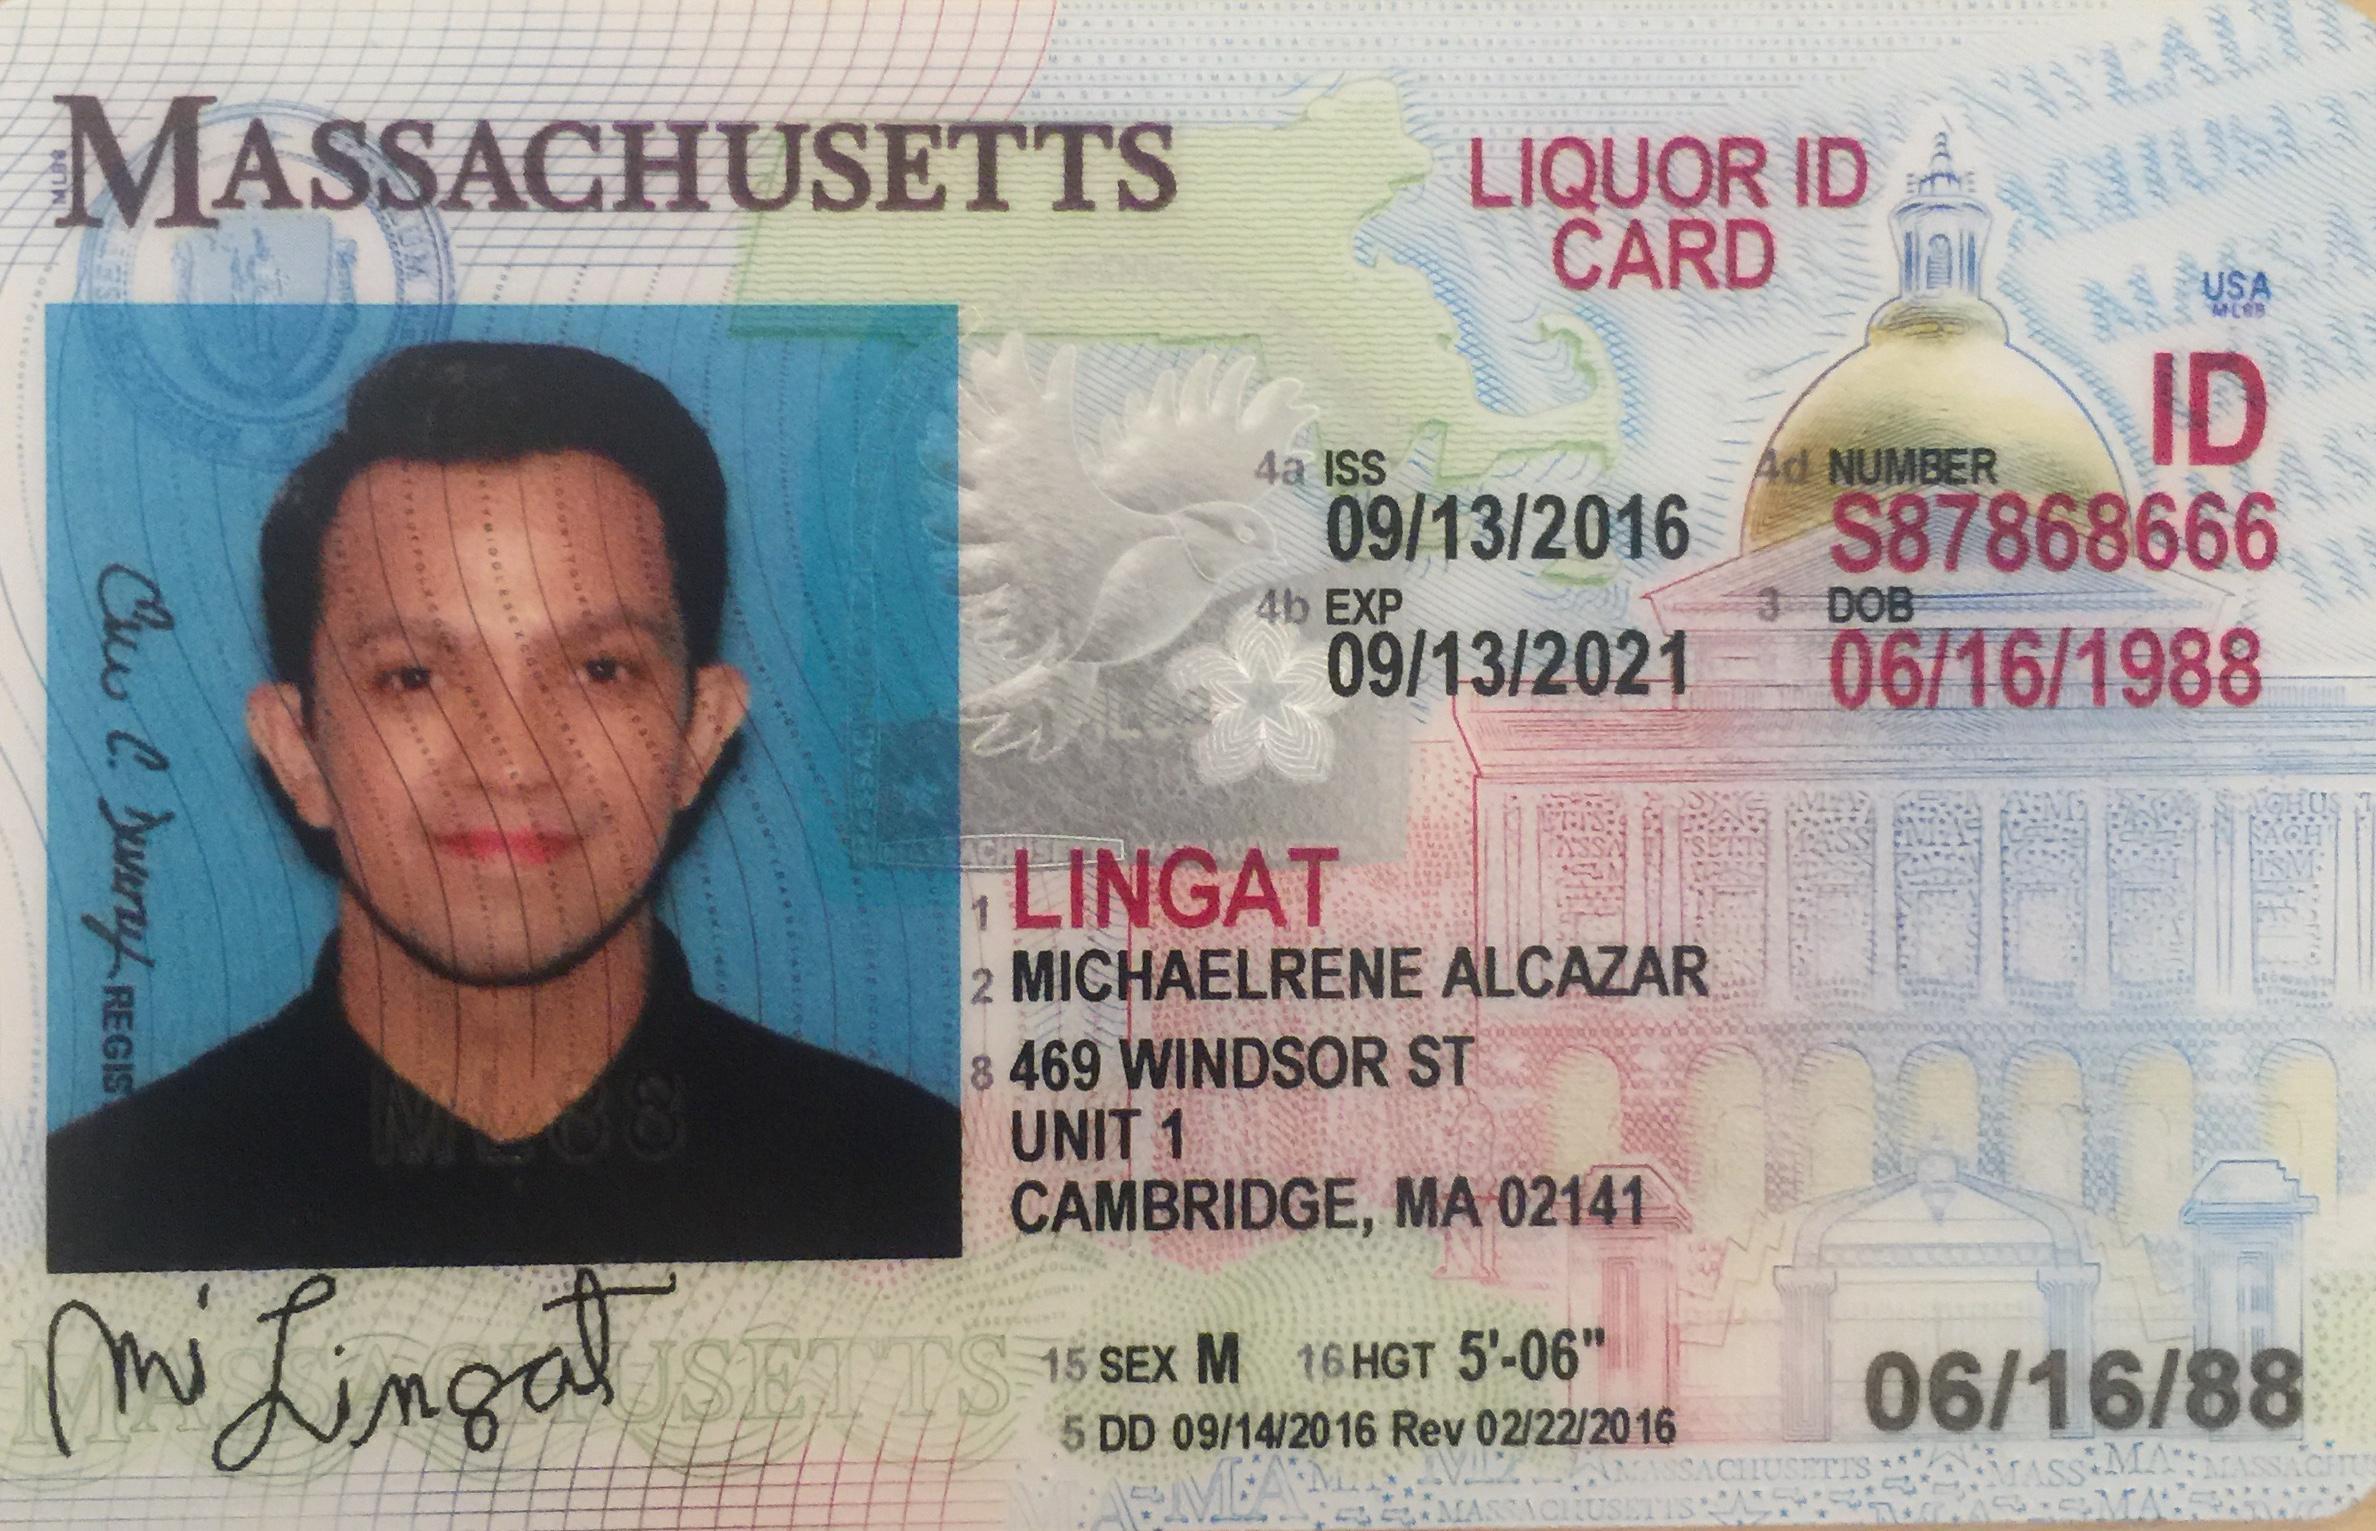 MASSACHUSETTS
LIQUOR ID
CARD
USA
ID
4a ISS
09/13/2016
4d NUMBER
S87868666
4b EXP
09/13/2021
3 DOB
06/16/1988
1 LINGAT
2 MICHAELRENE ALCAZAR
8 469 WINDSOR ST
UNIT 1
CAMBRIDGE, MA 02141
Mi Lingat
15 SEX M 16 HGT 5'-06"
5 DD 09/14/2016 Rev 02/22/2016
06/16/88
MASSACHUSETTS